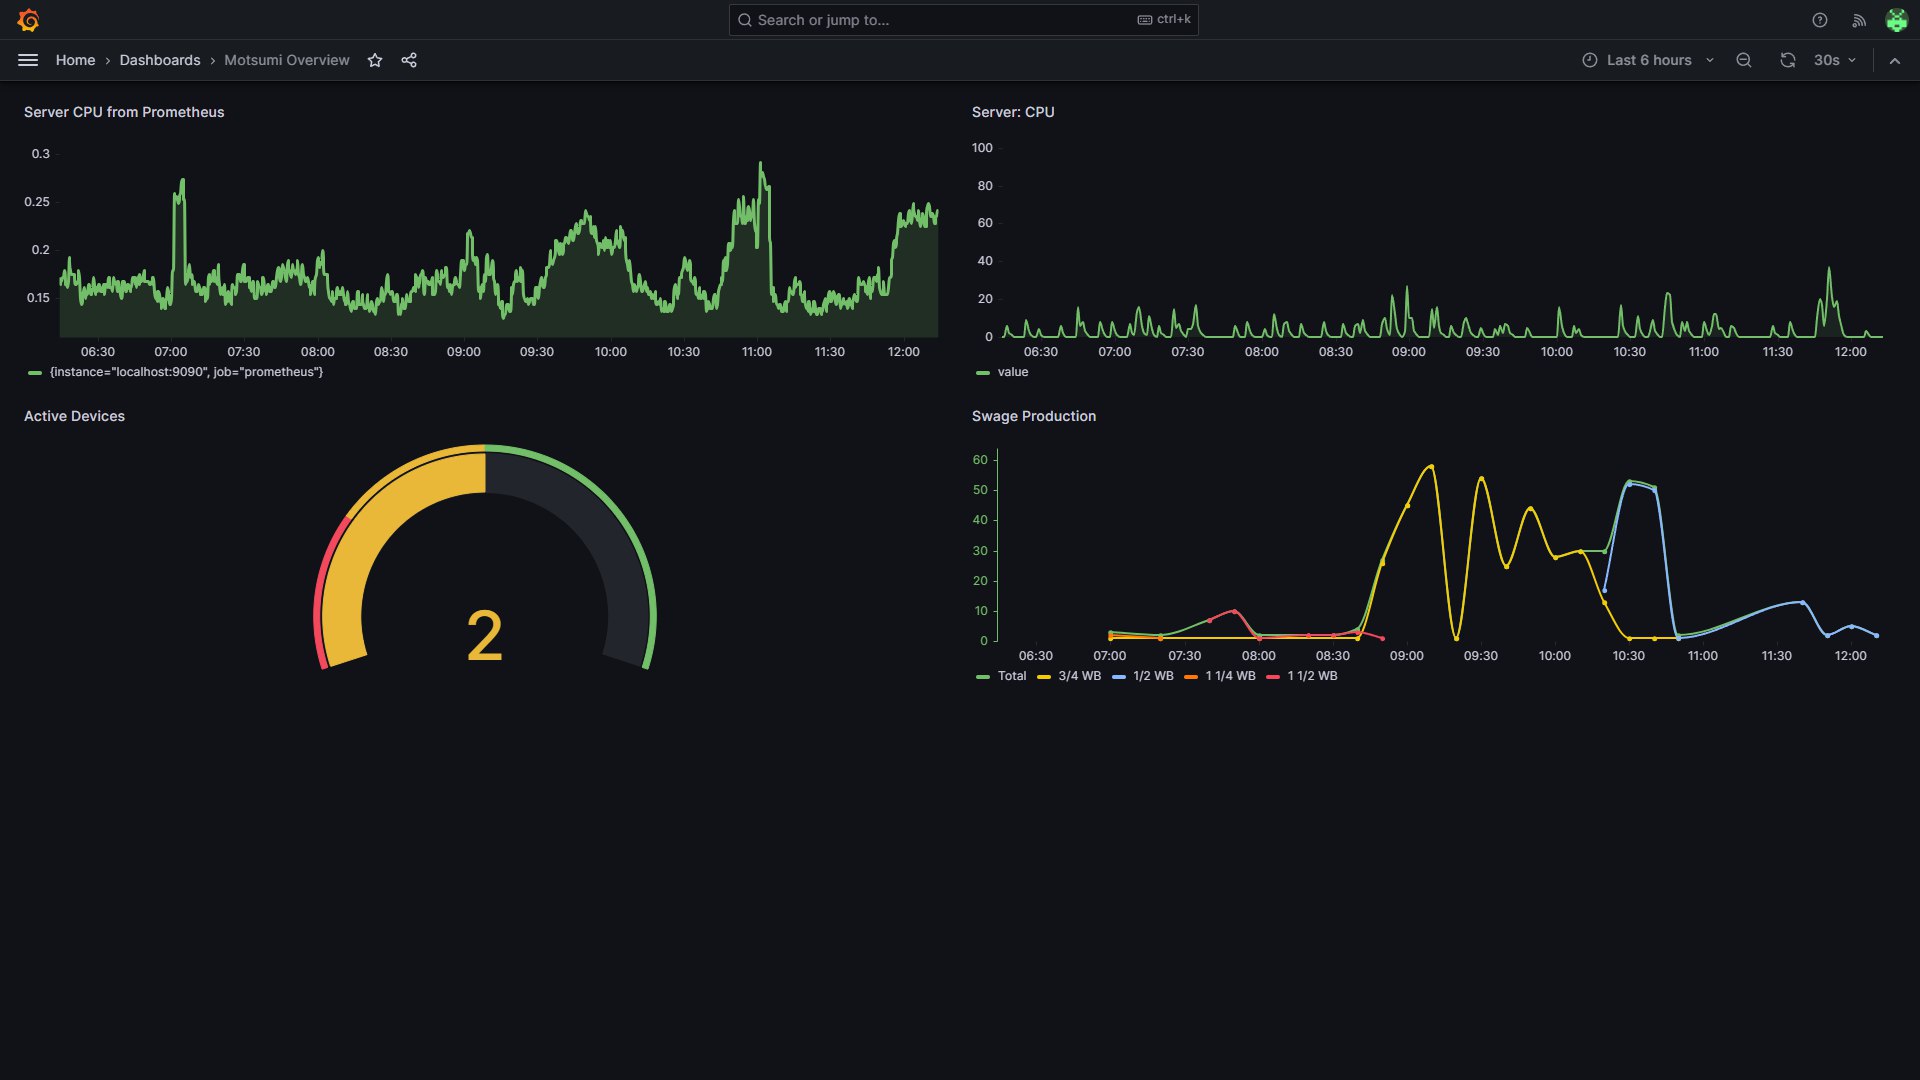 Search or jump to...
ctrl+k
Home › Dashboards › Motsumi Overview
Last 6 hours
30s
Server CPU from Prometheus
0.3
0.25
0.2
0.15
06:30 07:00 07:30 08:00 08:30 09:00 09:30 10:00 10:30 11:00 11:30 12:00
{instance="localhost:9090", job="prometheus"}
Server: CPU
100
80
60
40
20
0
06:30 07:00 07:30 08:00 08:30 09:00 09:30 10:00 10:30 11:00 11:30 12:00
value
Active Devices
2
Swage Production
60
50
40
30
20
10
0
06:30 07:00 07:30 08:00 08:30 09:00 09:30 10:00 10:30 11:00 11:30 12:00
Total 3/4 WB 1/2 WB 1 1/4 WB 1 1/2 WB